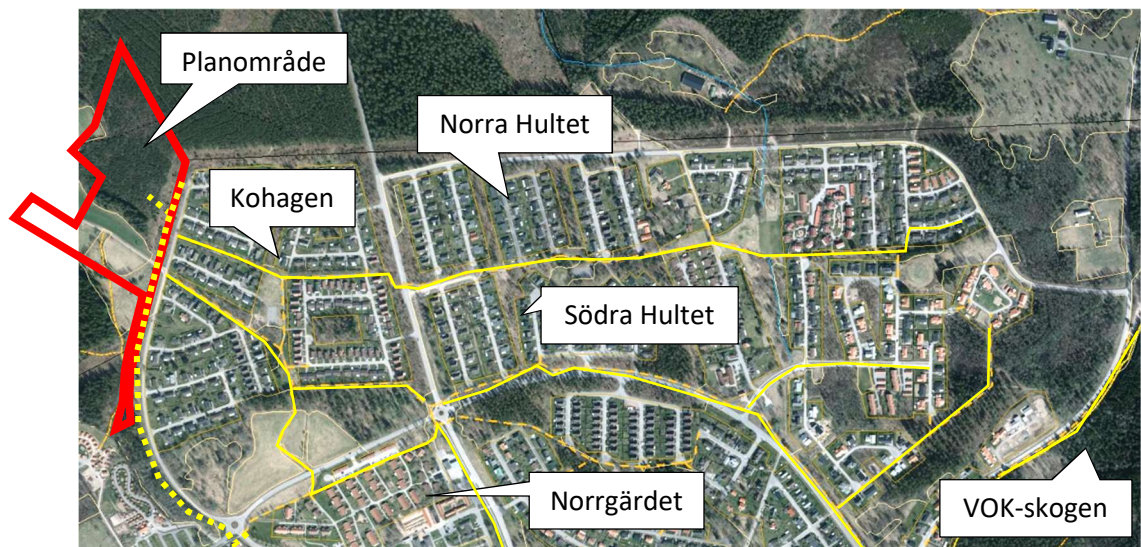 Planområde
Norra Hultet
Kohagen
Södra Hultet
Norrgärdet
VOK-skogen